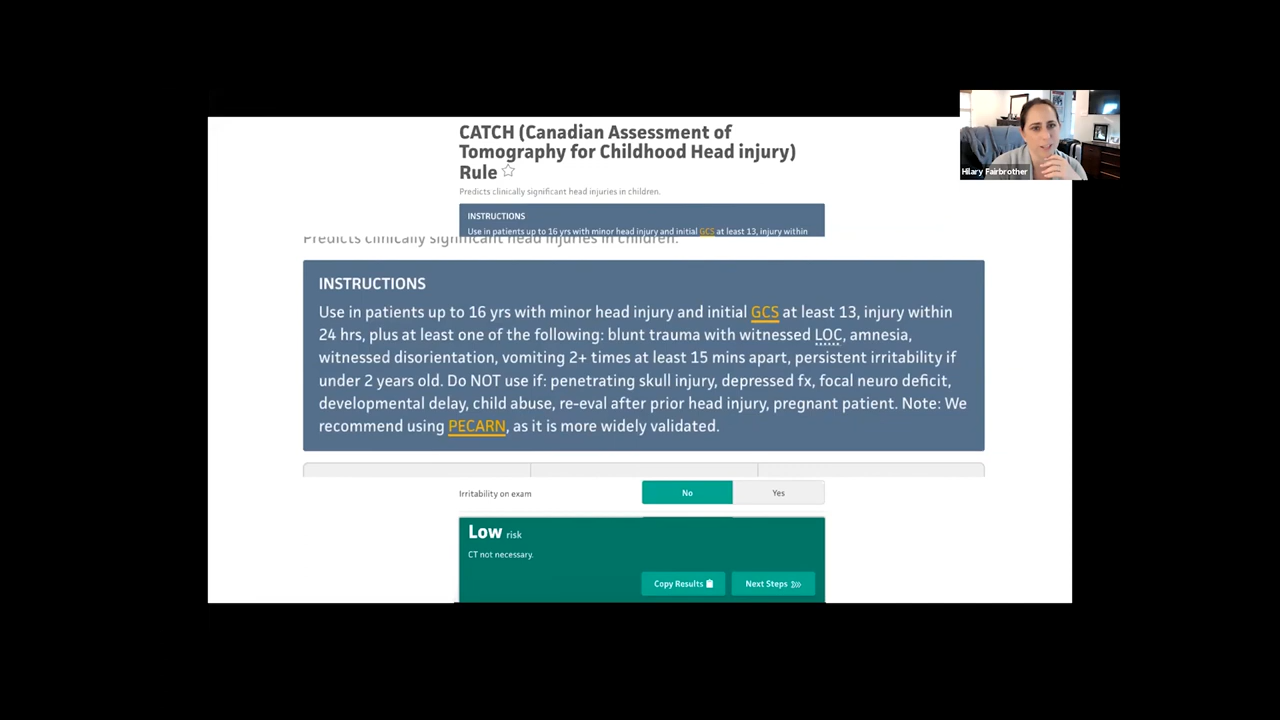 CATCH (Canadian Assessment of
Tomography for Childhood Head injury)
Rule
Predicts clinically significant head injuries in children.
INSTRUCTIONS
Use in patients up to 16 yrs with minor head injury and initial GCS at least 13, injury within
Predicts clinically significant head injuries in children.
INSTRUCTIONS
Use in patients up to 16 yrs with minor head injury and initial GCS at least 13, injury within
24 hrs, plus at least one of the following: blunt trauma with witnessed LOC, amnesia,
witnessed disorientation, vomiting 2+ times at least 15 mins apart, persistent irritability if
under 2 years old. Do NOT use if: penetrating skull injury, depressed fx, focal neuro deficit,
developmental delay, child abuse, re-eval after prior head injury, pregnant patient. Note: We
recommend using PECARN, as it is more widely validated.
Irritability on exam No Yes
Low risk
CT not necessary.
Copy Results Next Steps
Hilary Fairbrother